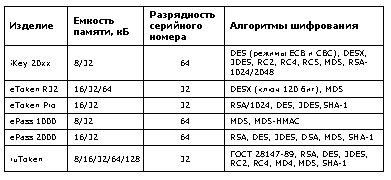 Изделие Емкость памяти, кБ Разрядность серийного номера Алгоритмы шифрования
iKey 20xx 8/32 64 DES (режимы ECB и CBC), DESX, 3DES, RC2, RC4, RC5, MD5, RSA-1024/2048
eToken R32 16/32/64 32 DESX (ключ 120 бит), MD5
eToken Pro 16/32 32 RSA/1024, DES, 3DES, SHA-1
ePass 1000 8/32 64 MD5, MD5-HMAC
ePass 2000 16/32 64 RSA, DES, 3DES, DSA, MD5, SHA-1
ruToken 8/16/32/64/128 32 ГОСТ 28147-89, RSA, DES, 3DES, RC2, RC4, MD4, MD5, SHA-1